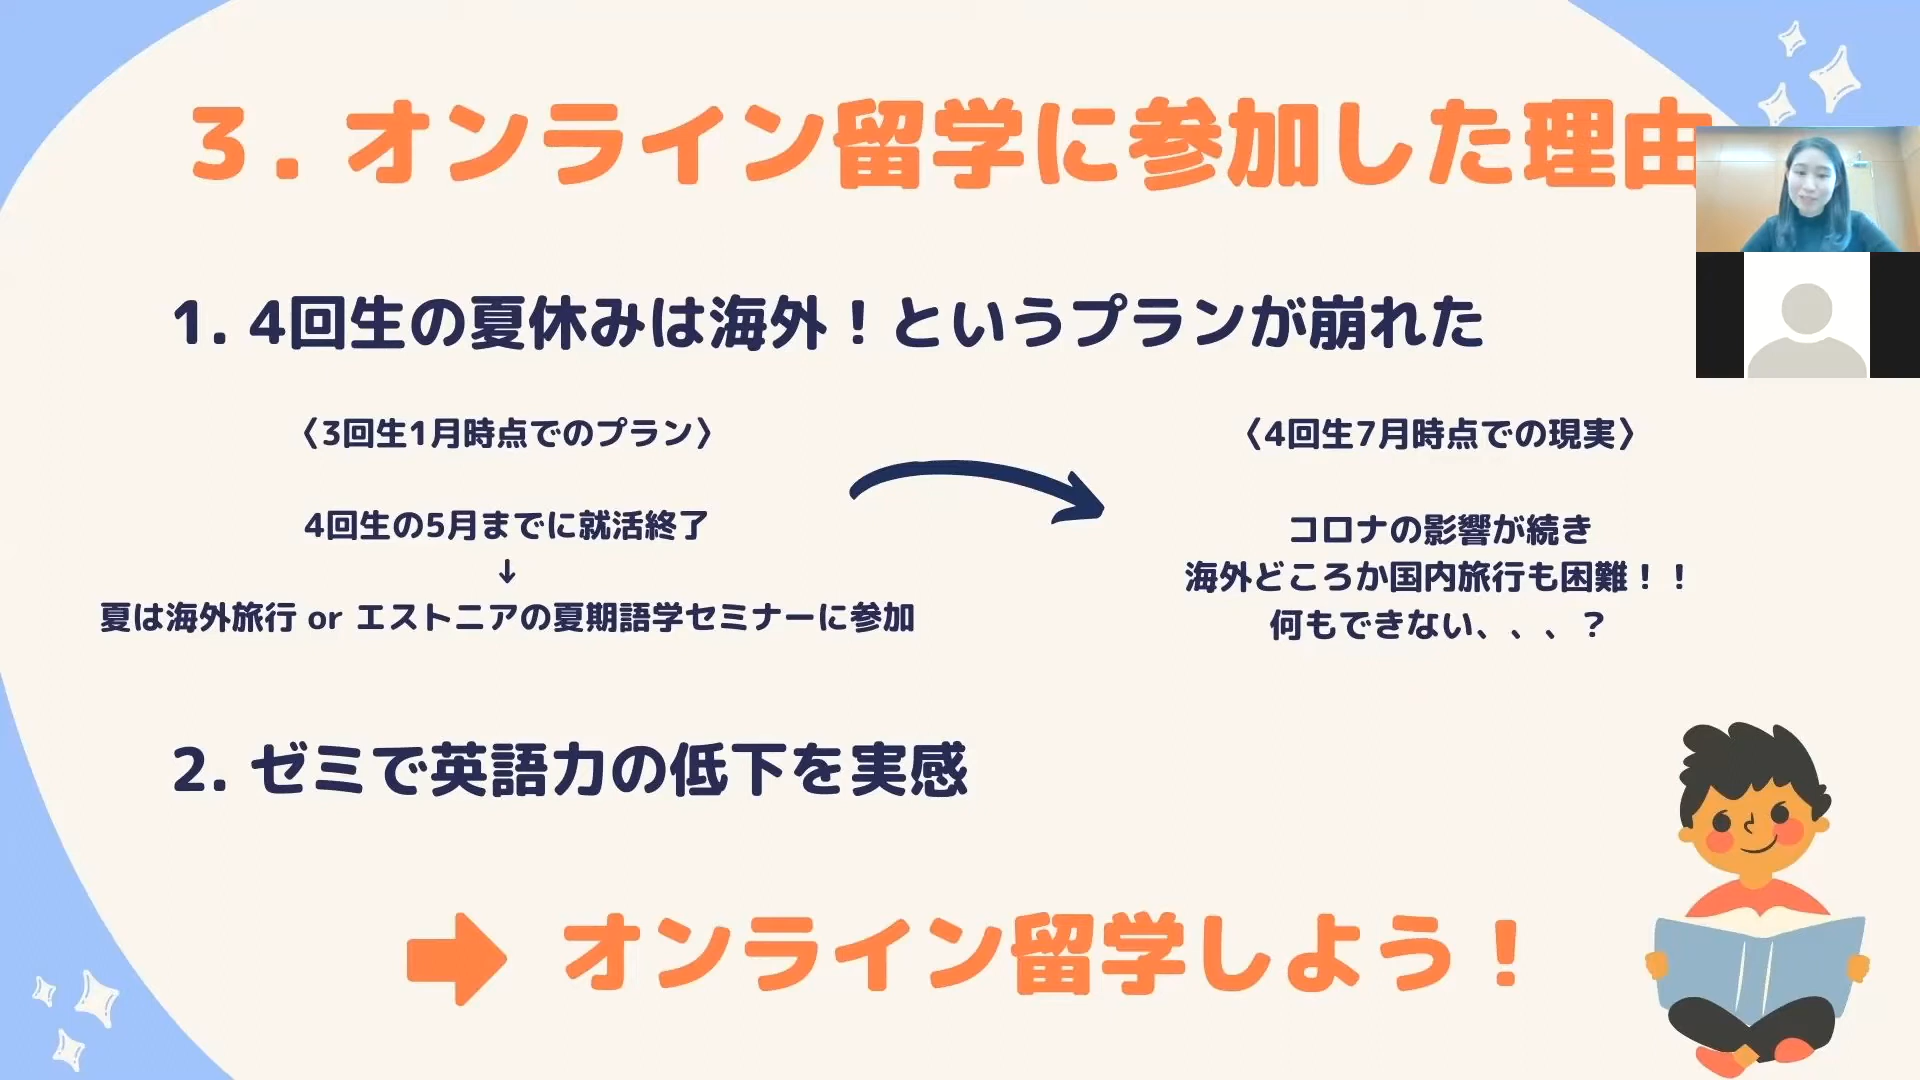 3．オンライン留学に参加した理由
1. 4回生の夏休みは海外！というプランが崩れた
〈3回生1月時点でのプラン〉
4回生の5月までに就活終了
↓
夏は海外旅行 or エストニアの夏期語学セミナーに参加
〈4回生7月時点での現実〉
コロナの影響が続き
海外どころか国内旅行も困難！！
何もできない、、、？
2. ゼミで英語力の低下を実感
オンライン留学しよう！